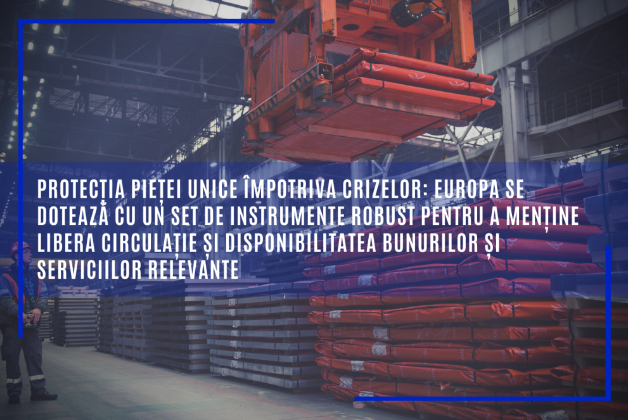 PROTECȚIA PIEȚEI UNICE ÎMPOTRIVA CRIZELOR: EUROPA SE
DOTEAZĂ CU UN SET DE INSTRUMENTE ROBUST PENTRU A MENȚINE
LIBERA CIRCULAȚIE ȘI DISPONIBILITATEA BUNURILOR ȘI
SERVICIILOR RELEVANTE